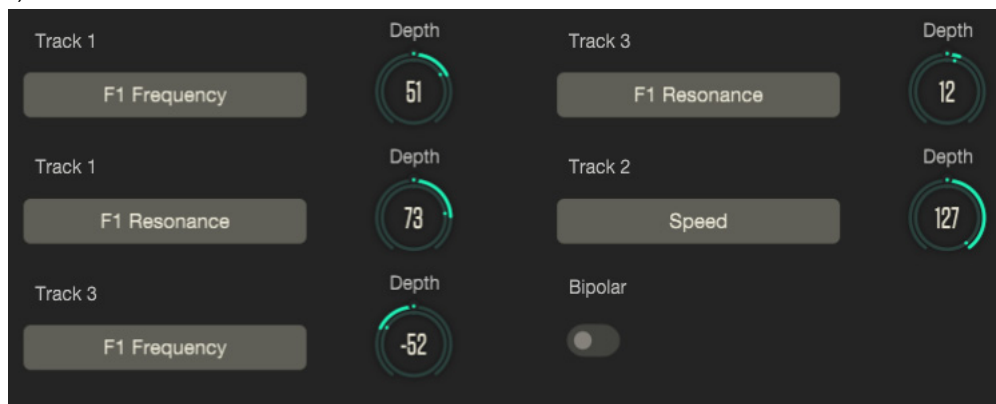 Track 1
Depth
F1 Frequency
51
Track 3
Depth
F1 Resonance
12
Track 1
Depth
F1 Resonance
73
Track 2
Depth
Speed
127
Track 3
Depth
F1 Frequency
-52
Bipolar